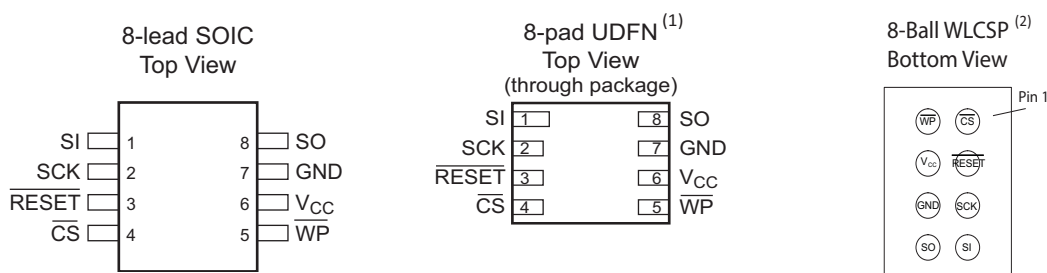 8-lead SOIC
Top View
SI 1 8 SO
SCK 2 7 GND
RESET 3 6 VCC
CS 4 5 WP
8-pad UDFN(1)
Top View
(through package)
SI 1 8 SO
SCK 2 7 GND
RESET 3 6 VCC
CS 4 5 WP
8-Ball WLCSP (2)
Bottom View
Pin 1
WP CS
Vcc RESET
GND SCK
SO SI